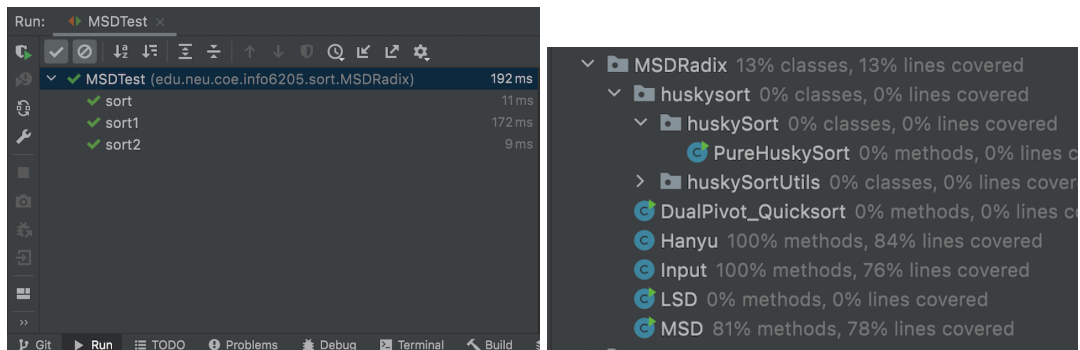 Run: MSDTest ×
MSDTest (edu.neu.coe.info6205.sort.MSDRadix) 192 ms
sort 11 ms
sort1 172 ms
sort2 9 ms
Git Run TODO Problems Debug Terminal Build
MSDRadix 13% classes, 13% lines covered
huskysort 0% classes, 0% lines covered
huskySort 0% classes, 0% lines covered
PureHuskySort 0% methods, 0% lines c
huskySortUtils 0% classes, 0% lines cover
DualPivot_Quicksort 0% methods, 0% lines co
Hanyu 100% methods, 84% lines covered
Input 100% methods, 76% lines covered
LSD 0% methods, 0% lines covered
MSD 81% methods, 78% lines covered